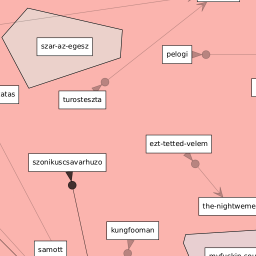 szar-az-egesz
pelogi
atas
turosteszta
ezt-tetted-velem
szonikuscsavarhuzo
the-nightweme
kungfooman
samott